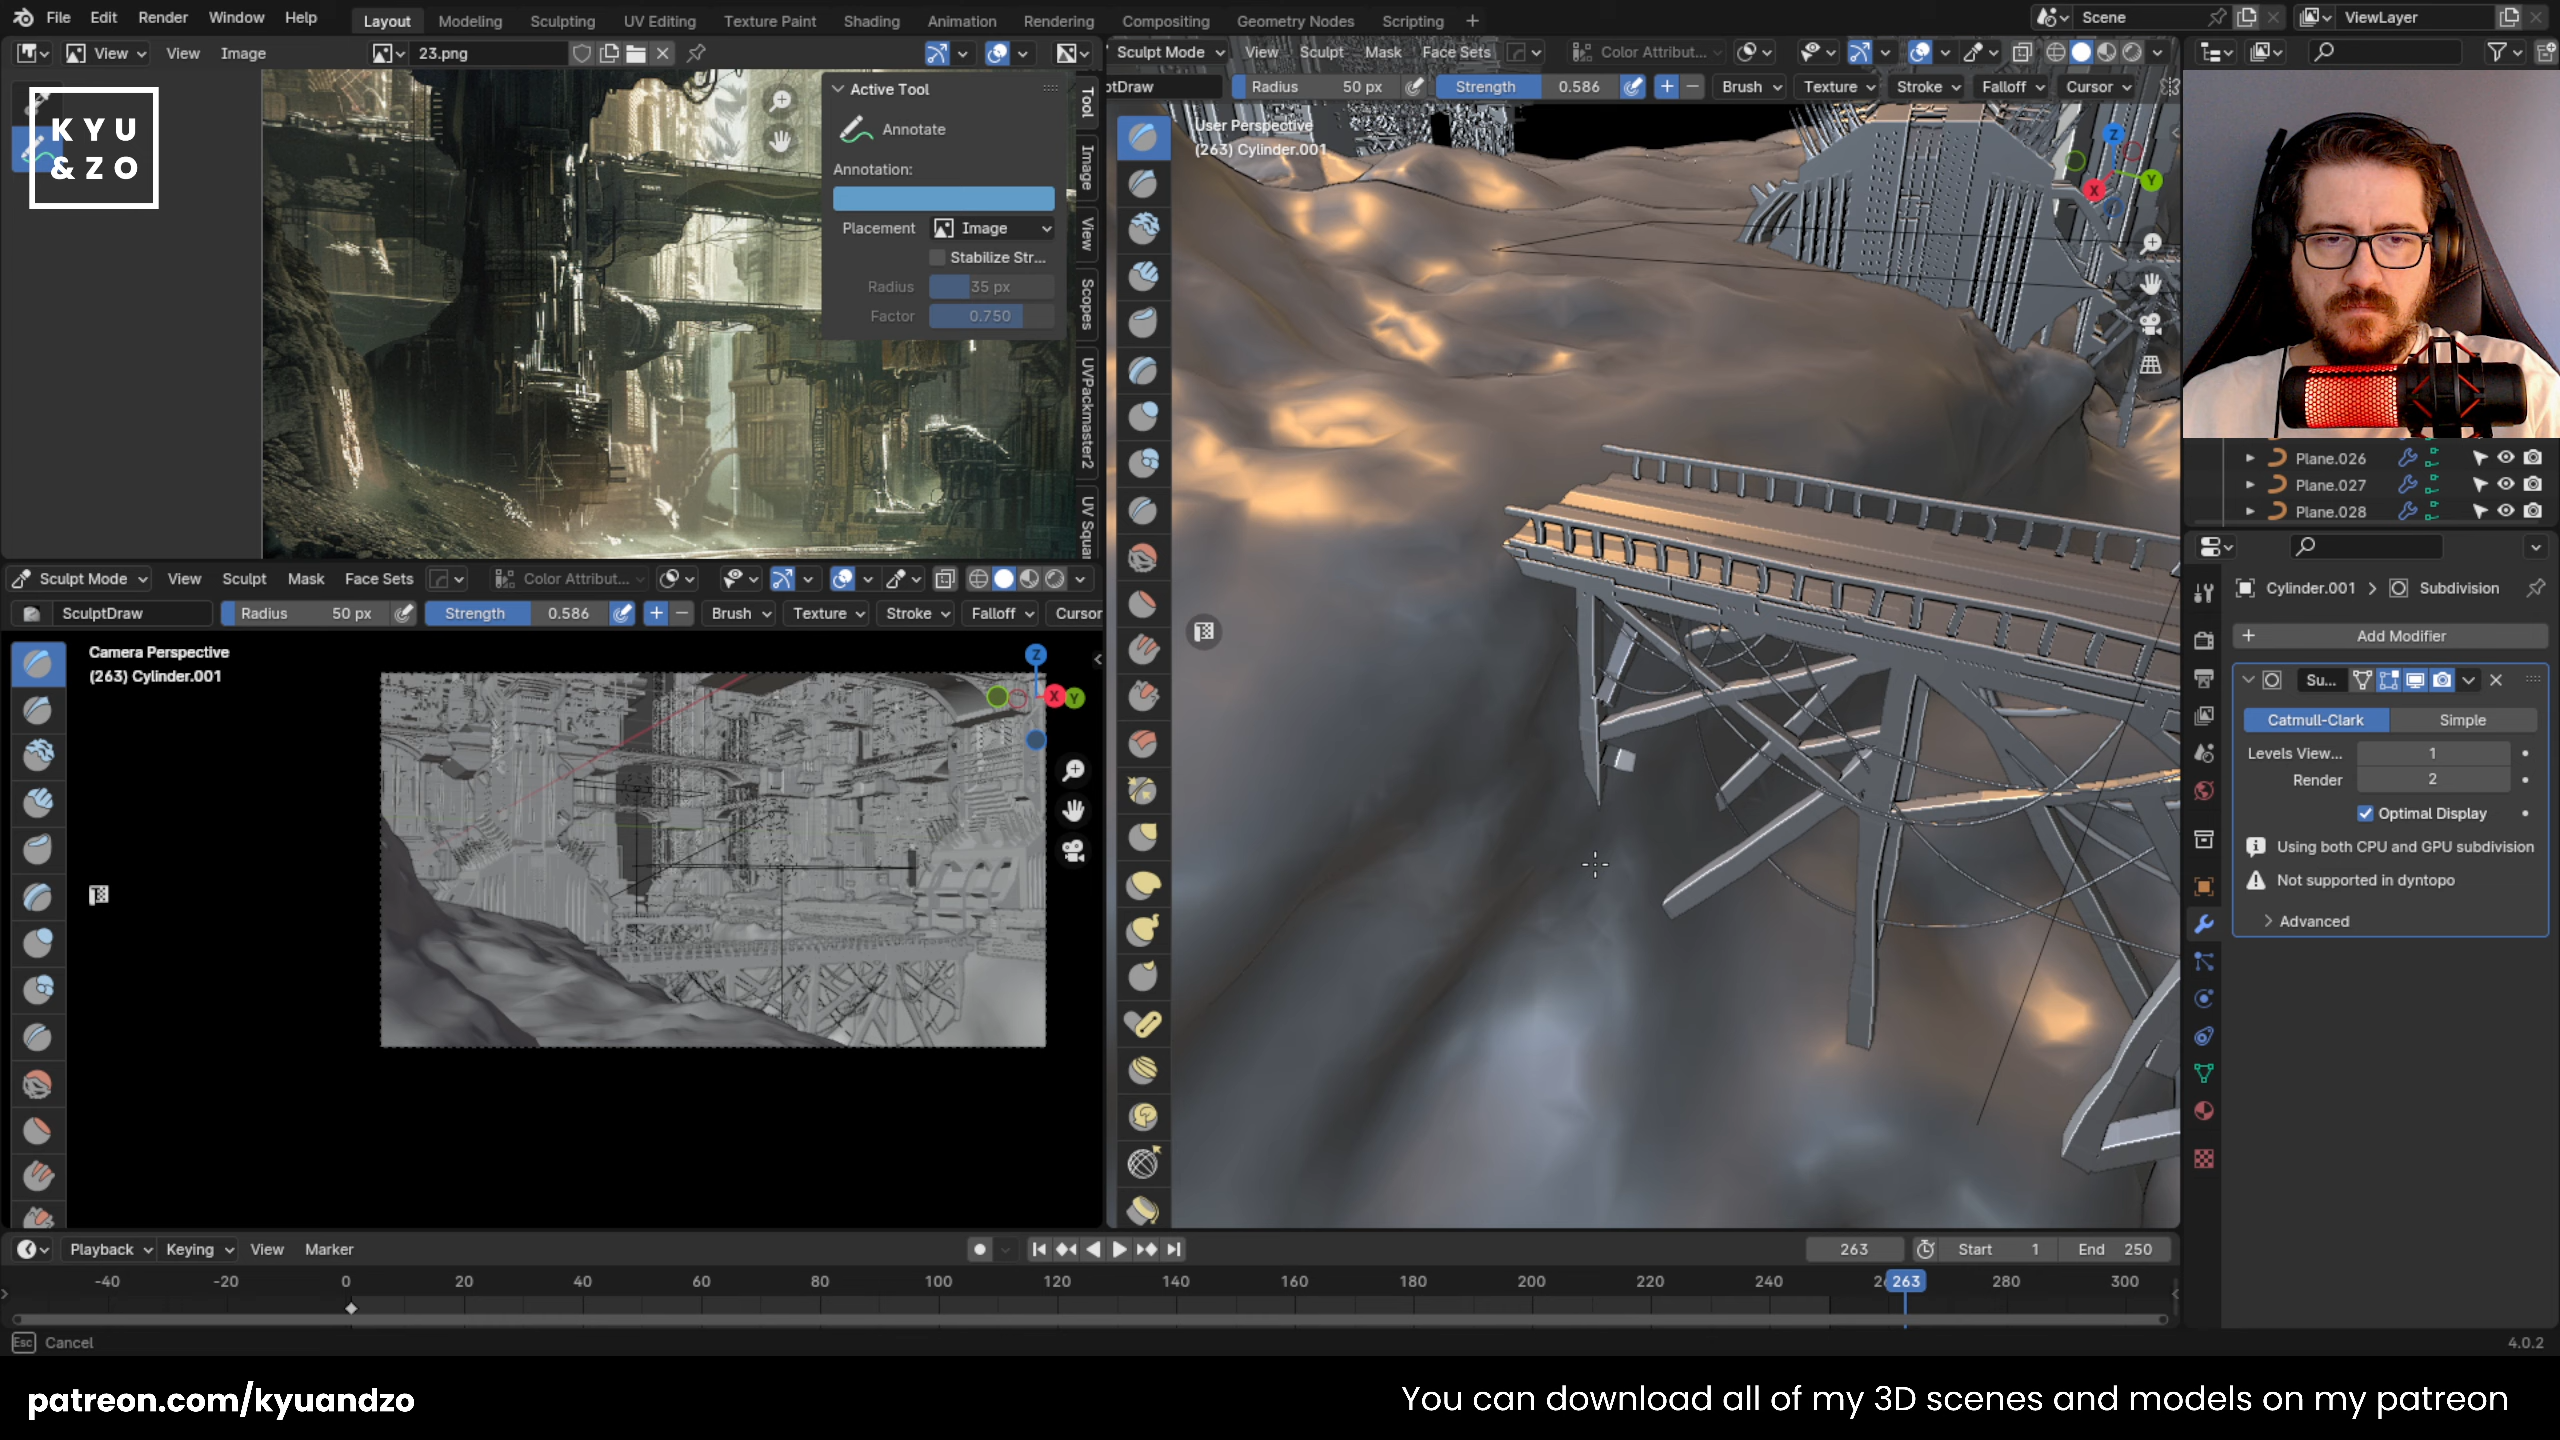 File Edit Render Window Help
Layout Modeling Sculpting UV Editing Texture Paint Shading Animation Rendering Compositing Geometry Nodes Scripting +
Scene
ViewLayer
View View Image
23.png
KYU
&ZO
Active Tool
Annotate
Annotation:
Placement Image
Stabilize Str...
Radius 35 px
Factor 0.750
Tool
Image
View
Scopes
UVPackmaster2
UV Squa
Sculpt Mode View Sculpt Mask Face Sets Color Attribut...
otDraw Radius 50 px Strength 0.586 Brush Texture Stroke Falloff Cursor
User Perspective
(263) Cylinder.001
Z
Y
X
Plane.026
Plane.027
Plane.028
Sculpt Mode View Sculpt Mask Face Sets Color Attribut...
SculptDraw Radius 50 px Strength 0.586 Brush Texture Stroke Falloff Cursor
Camera Perspective
(263) Cylinder.001
Z
X Y
Cylinder.001 > Subdivision
+ Add Modifier
Su...
Catmull-Clark Simple
Levels View... 1
Render 2
Optimal Display
Using both CPU and GPU subdivision
Not supported in dyntopo
Advanced
Playback Keying View Marker
263 Start 1 End 250
-40 -20 0 20 40 60 80 100 120 140 160 180 200 220 240 263 280 300
Esc Cancel
4.0.2
patreon.com/kyuandzo
You can download all of my 3D scenes and models on my patreon